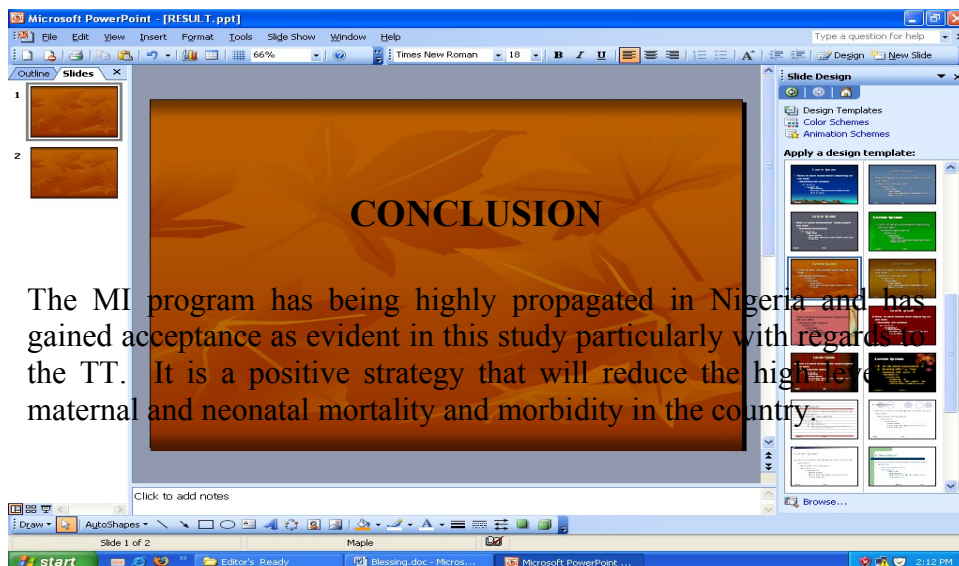 Microsoft PowerPoint - [RESULT.ppt]
File Edit View Insert Format Tools Slide Show Window Help
Type a question for help
66%
Times New Roman
18
B I U
Design
New Slide
Outline
Slides
Slide Design
1
2
Design Templates
Color Schemes
Animation Schemes
Apply a design template:
CONCLUSION
The MI program has being highly propagated in Nigeria and has
gained acceptance as evident in this study particularly with regards to
the TT. It is a positive strategy that will reduce the high
maternal and neonatal mortality and morbidity in the country.
Click to add notes
Browse...
Draw
AutoShapes
Slide 1 of 2
Maple
start
Editor's Ready
Blessing.doc - Micros...
Microsoft PowerPoint ...
2:12 PM